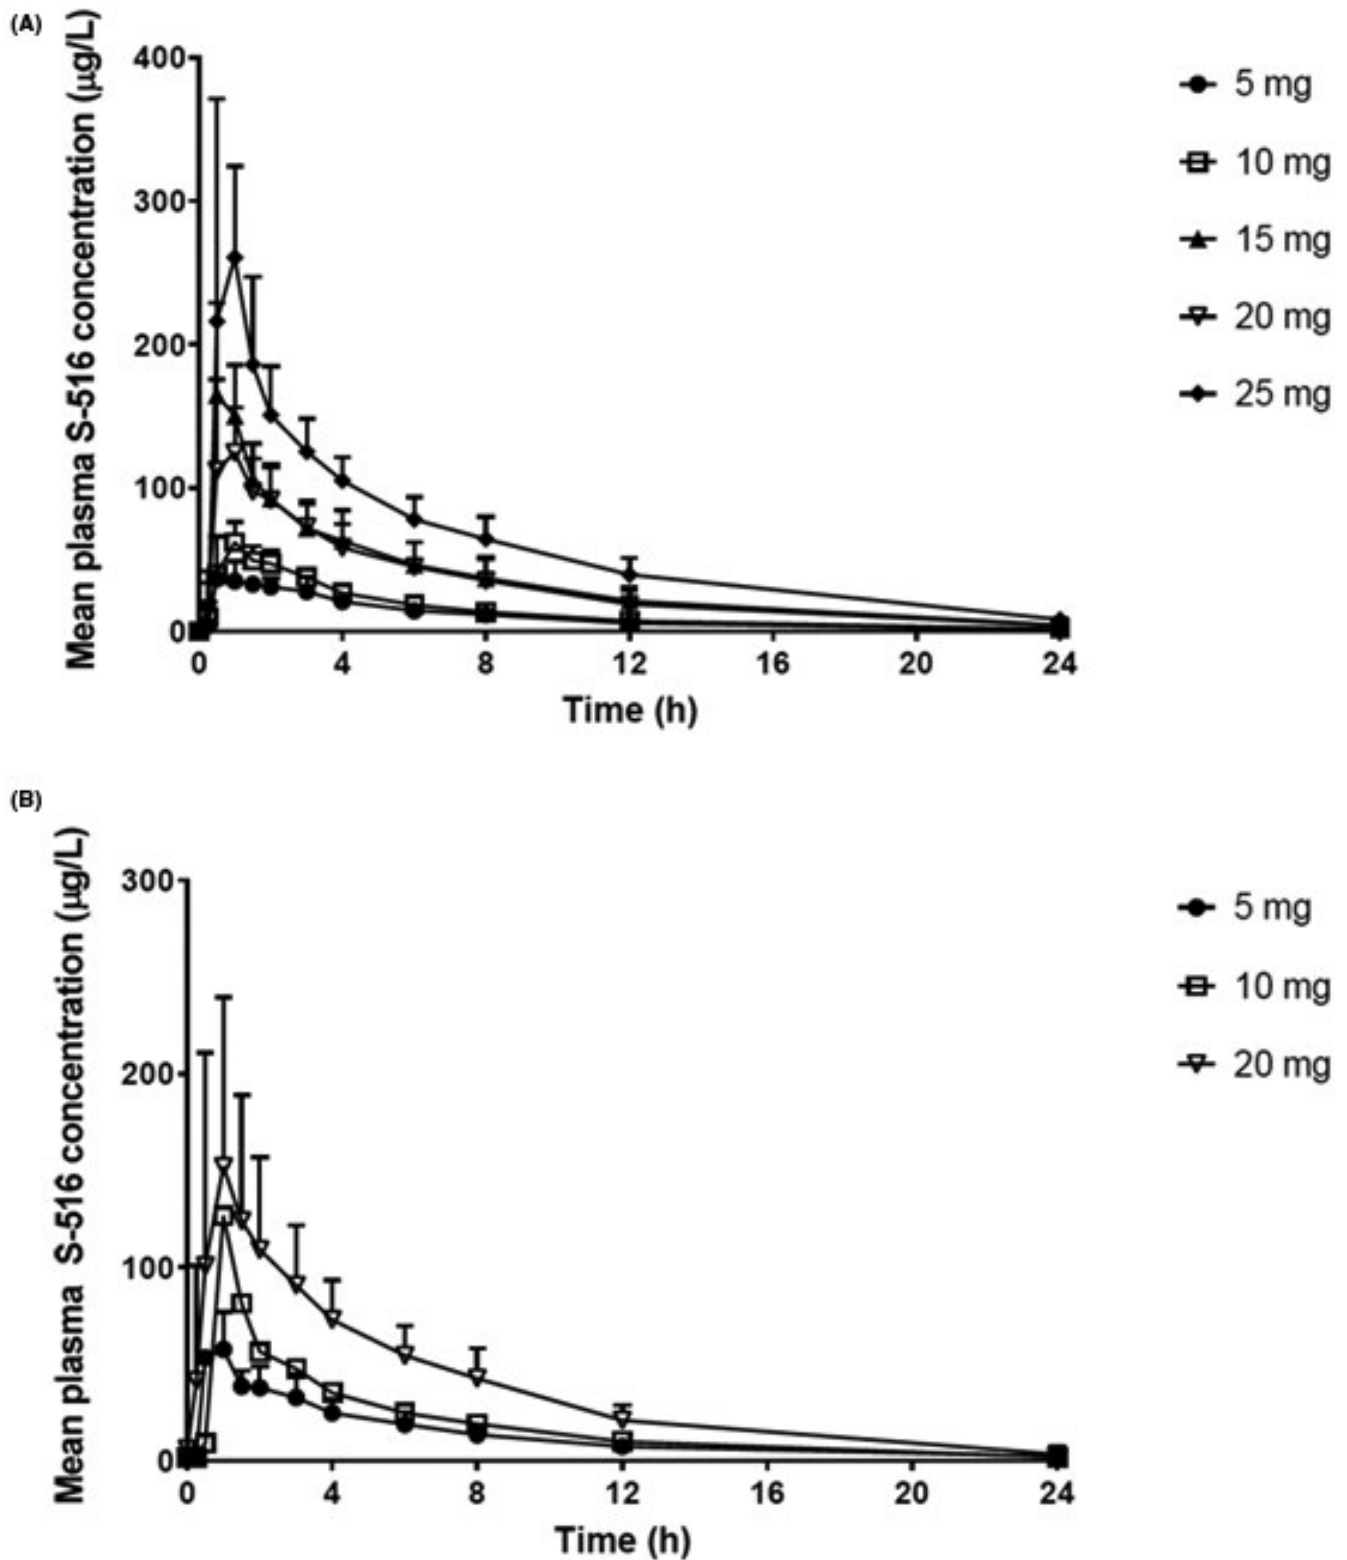 (A)
Mean plasma S-516 concentration (μg/L)
400
300
200
100
0
0 4 8 12 16 20 24
Time (h)
5 mg
10 mg
15 mg
20 mg
25 mg
(B)
Mean plasma S-516 concentration (μg/L)
300
200
100
0
0 4 8 12 16 20 24
Time (h)
5 mg
10 mg
20 mg